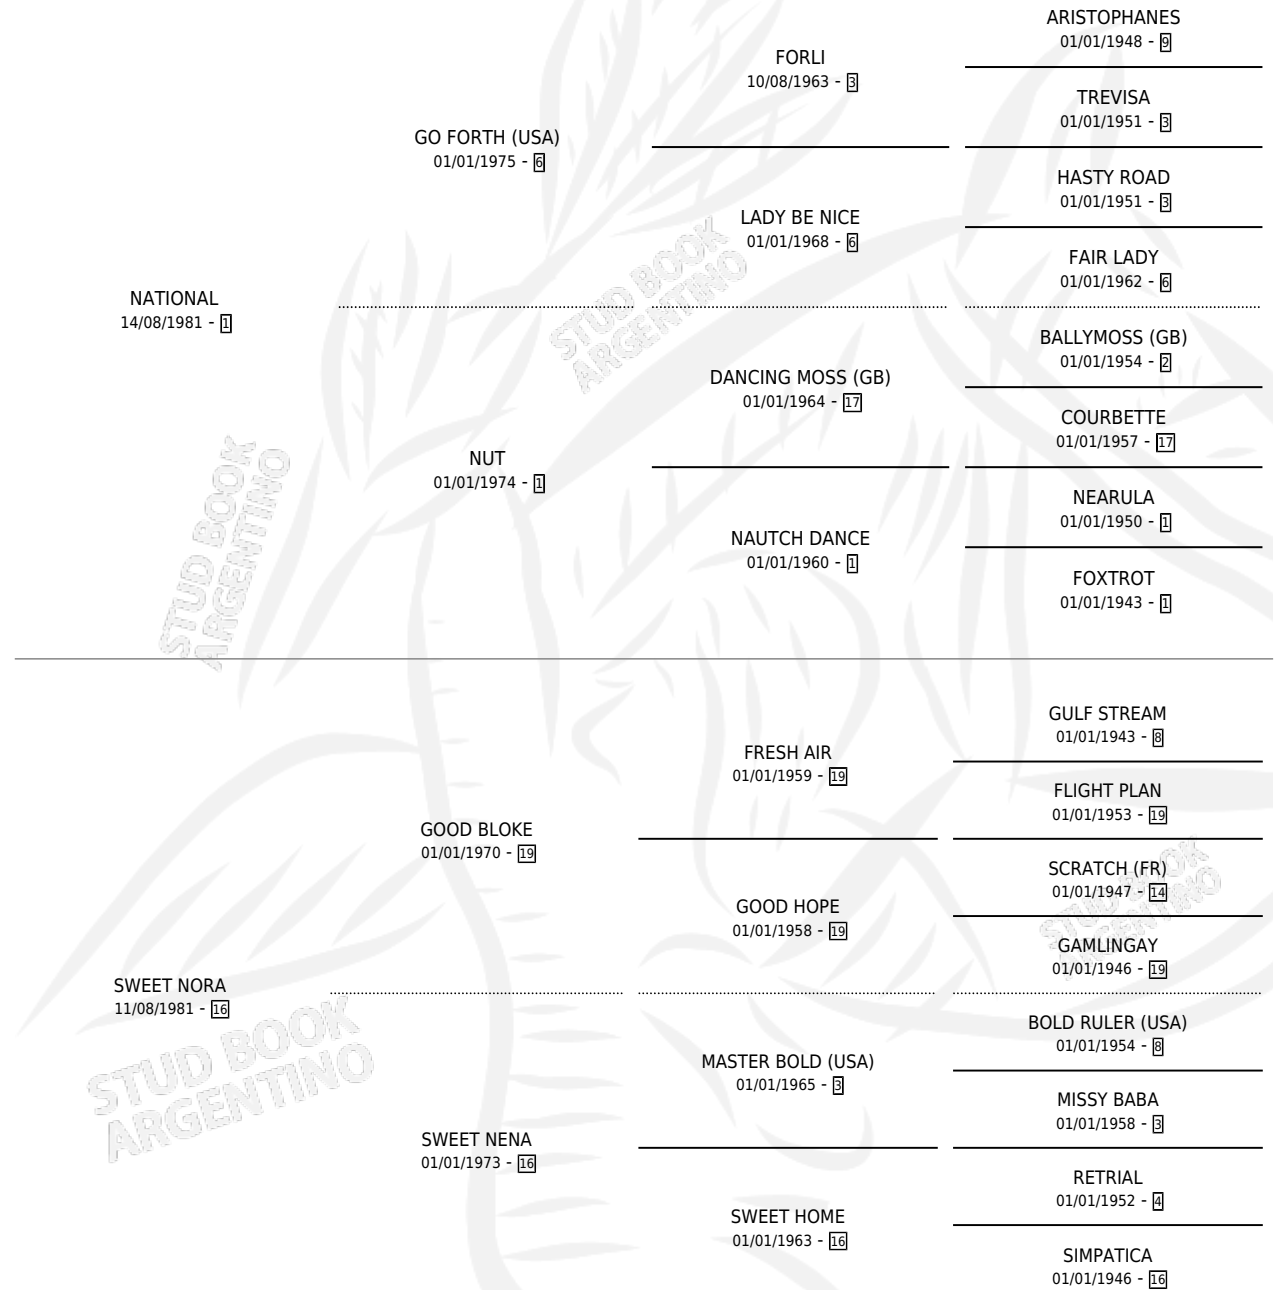 ARISTOPHANES
01/01/1948 - 9
FORLI
10/08/1963 - 3
TREVISA
01/01/1951 - 3
GO FORTH (USA)
01/01/1975 - 6
HASTY ROAD
01/01/1951 - 3
LADY BE NICE
01/01/1968 - 6
FAIR LADY
01/01/1962 - 6
NATIONAL
14/08/1981 - 1
BALLYMOSS (GB)
01/01/1954 - 2
DANCING MOSS (GB)
01/01/1964 - 17
COURBETTE
01/01/1957 - 17
NUT
01/01/1974 - 1
NEARULA
01/01/1950 - 1
NAUTCH DANCE
01/01/1960 - 1
FOXTROT
01/01/1943 - 1
GULF STREAM
01/01/1943 - 8
FRESH AIR
01/01/1959 - 19
FLIGHT PLAN
01/01/1953 - 19
GOOD BLOKE
01/01/1970 - 19
SCRATCH (FR)
01/01/1947 - 14
GOOD HOPE
01/01/1958 - 19
GAMLINGAY
01/01/1946 - 19
SWEET NORA
11/08/1981 - 16
BOLD RULER (USA)
01/01/1954 - 8
MASTER BOLD (USA)
01/01/1965 - 3
MISSY BABA
01/01/1958 - 3
SWEET NENA
01/01/1973 - 16
RETRIAL
01/01/1952 - 4
SWEET HOME
01/01/1963 - 16
SIMPATICA
01/01/1946 - 16
STUD BOOK
ARGENTINO
STUD BOOK
ARGENTINO
STUD BOOK
ARGENTINO
STUD BOOK
ARGENTINO